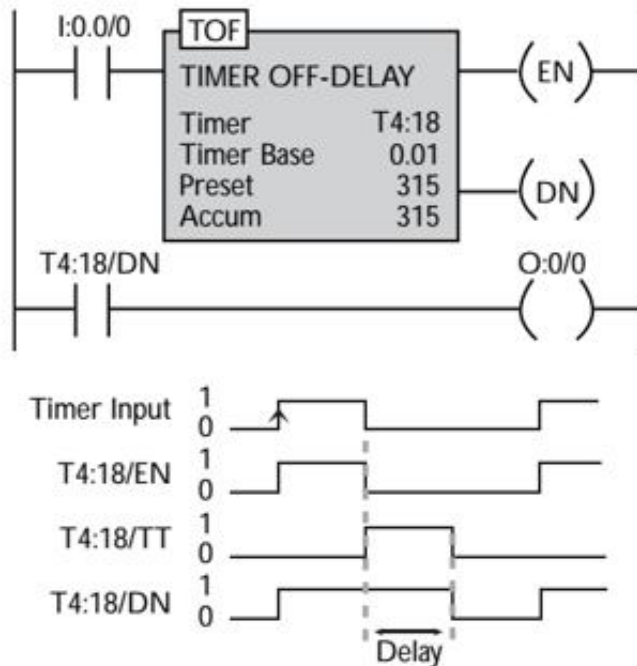 I:0.0/0
TOF
TIMER OFF-DELAY
EN
Timer T4:18
Timer Base 0.01
Preset 315
DN
Accum 315
T4:18/DN O:0/0
Timer Input 1
0
T4:18/EN 1
0
T4:18/TT 1
0
T4:18/DN 1
0
Delay